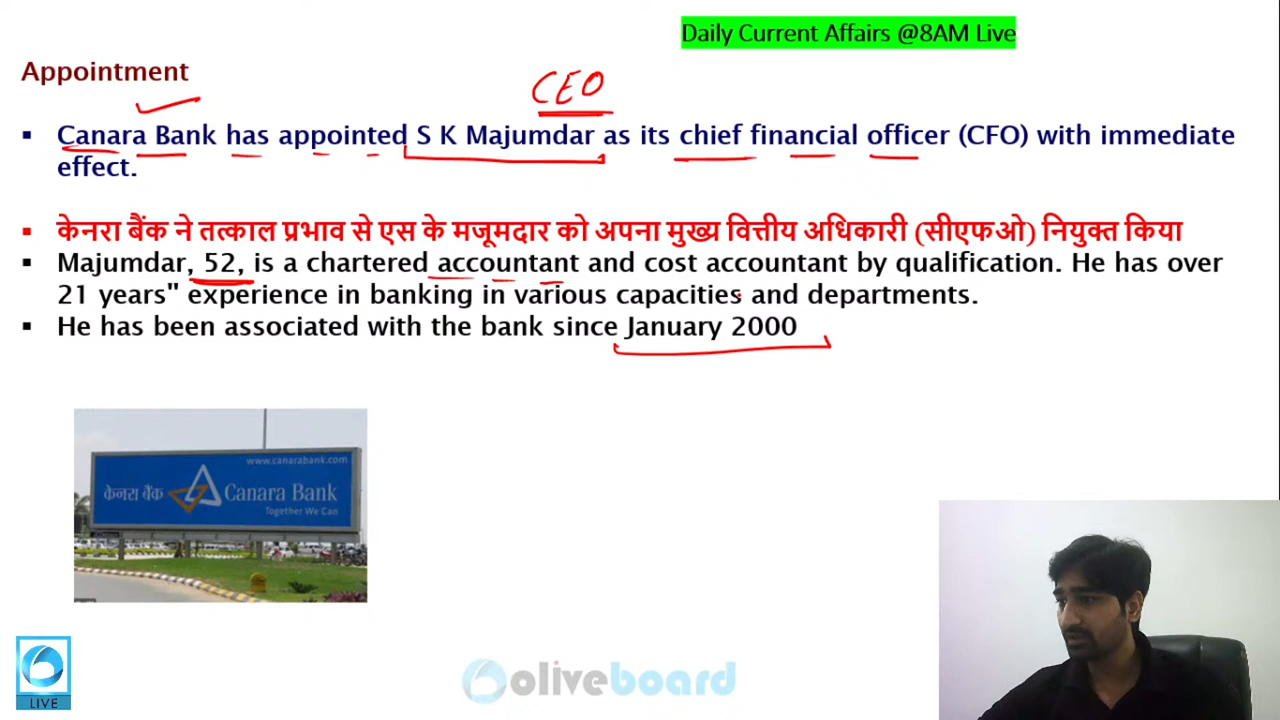 Daily Current Affairs @8AM Live
Appointment
CEO
▪ Canara Bank has appointed S K Majumdar as its chief financial officer (CFO) with immediate
effect.
▪ केनरा बैंक ने तत्काल प्रभाव से एस के मजूमदार को अपना मुख्य वित्तीय अधिकारी (सीएफओ) नियुक्त किया
▪ Majumdar, 52, is a chartered accountant and cost accountant by qualification. He has over
21 years" experience in banking in various capacities and departments.
▪ He has been associated with the bank since January 2000
www.canarabank.com
केनरा बैंक Canara Bank
Together We Can
LIVE
oliveboard